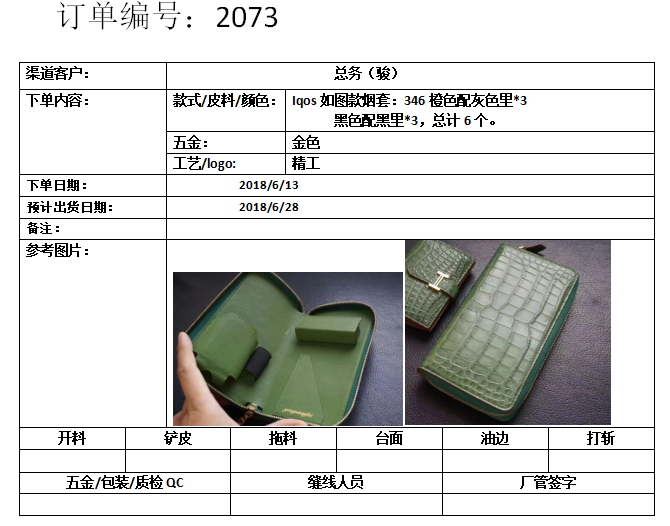 订单编号：2073
渠道客户： 总务（骏）
下单内容： 款式/皮料/颜色： Iqos 如图款烟套：346 橙色配灰色里*3
黑色配黑里*3，总计 6 个。
五金： 金色
工艺/logo: 精工
下单日期： 2018/6/13
预计出货日期： 2018/6/28
备注：
参考图片：
开料 铲皮 拖料 台面 油边 打斩
五金/包装/质检 QC 缝线人员 厂管签字